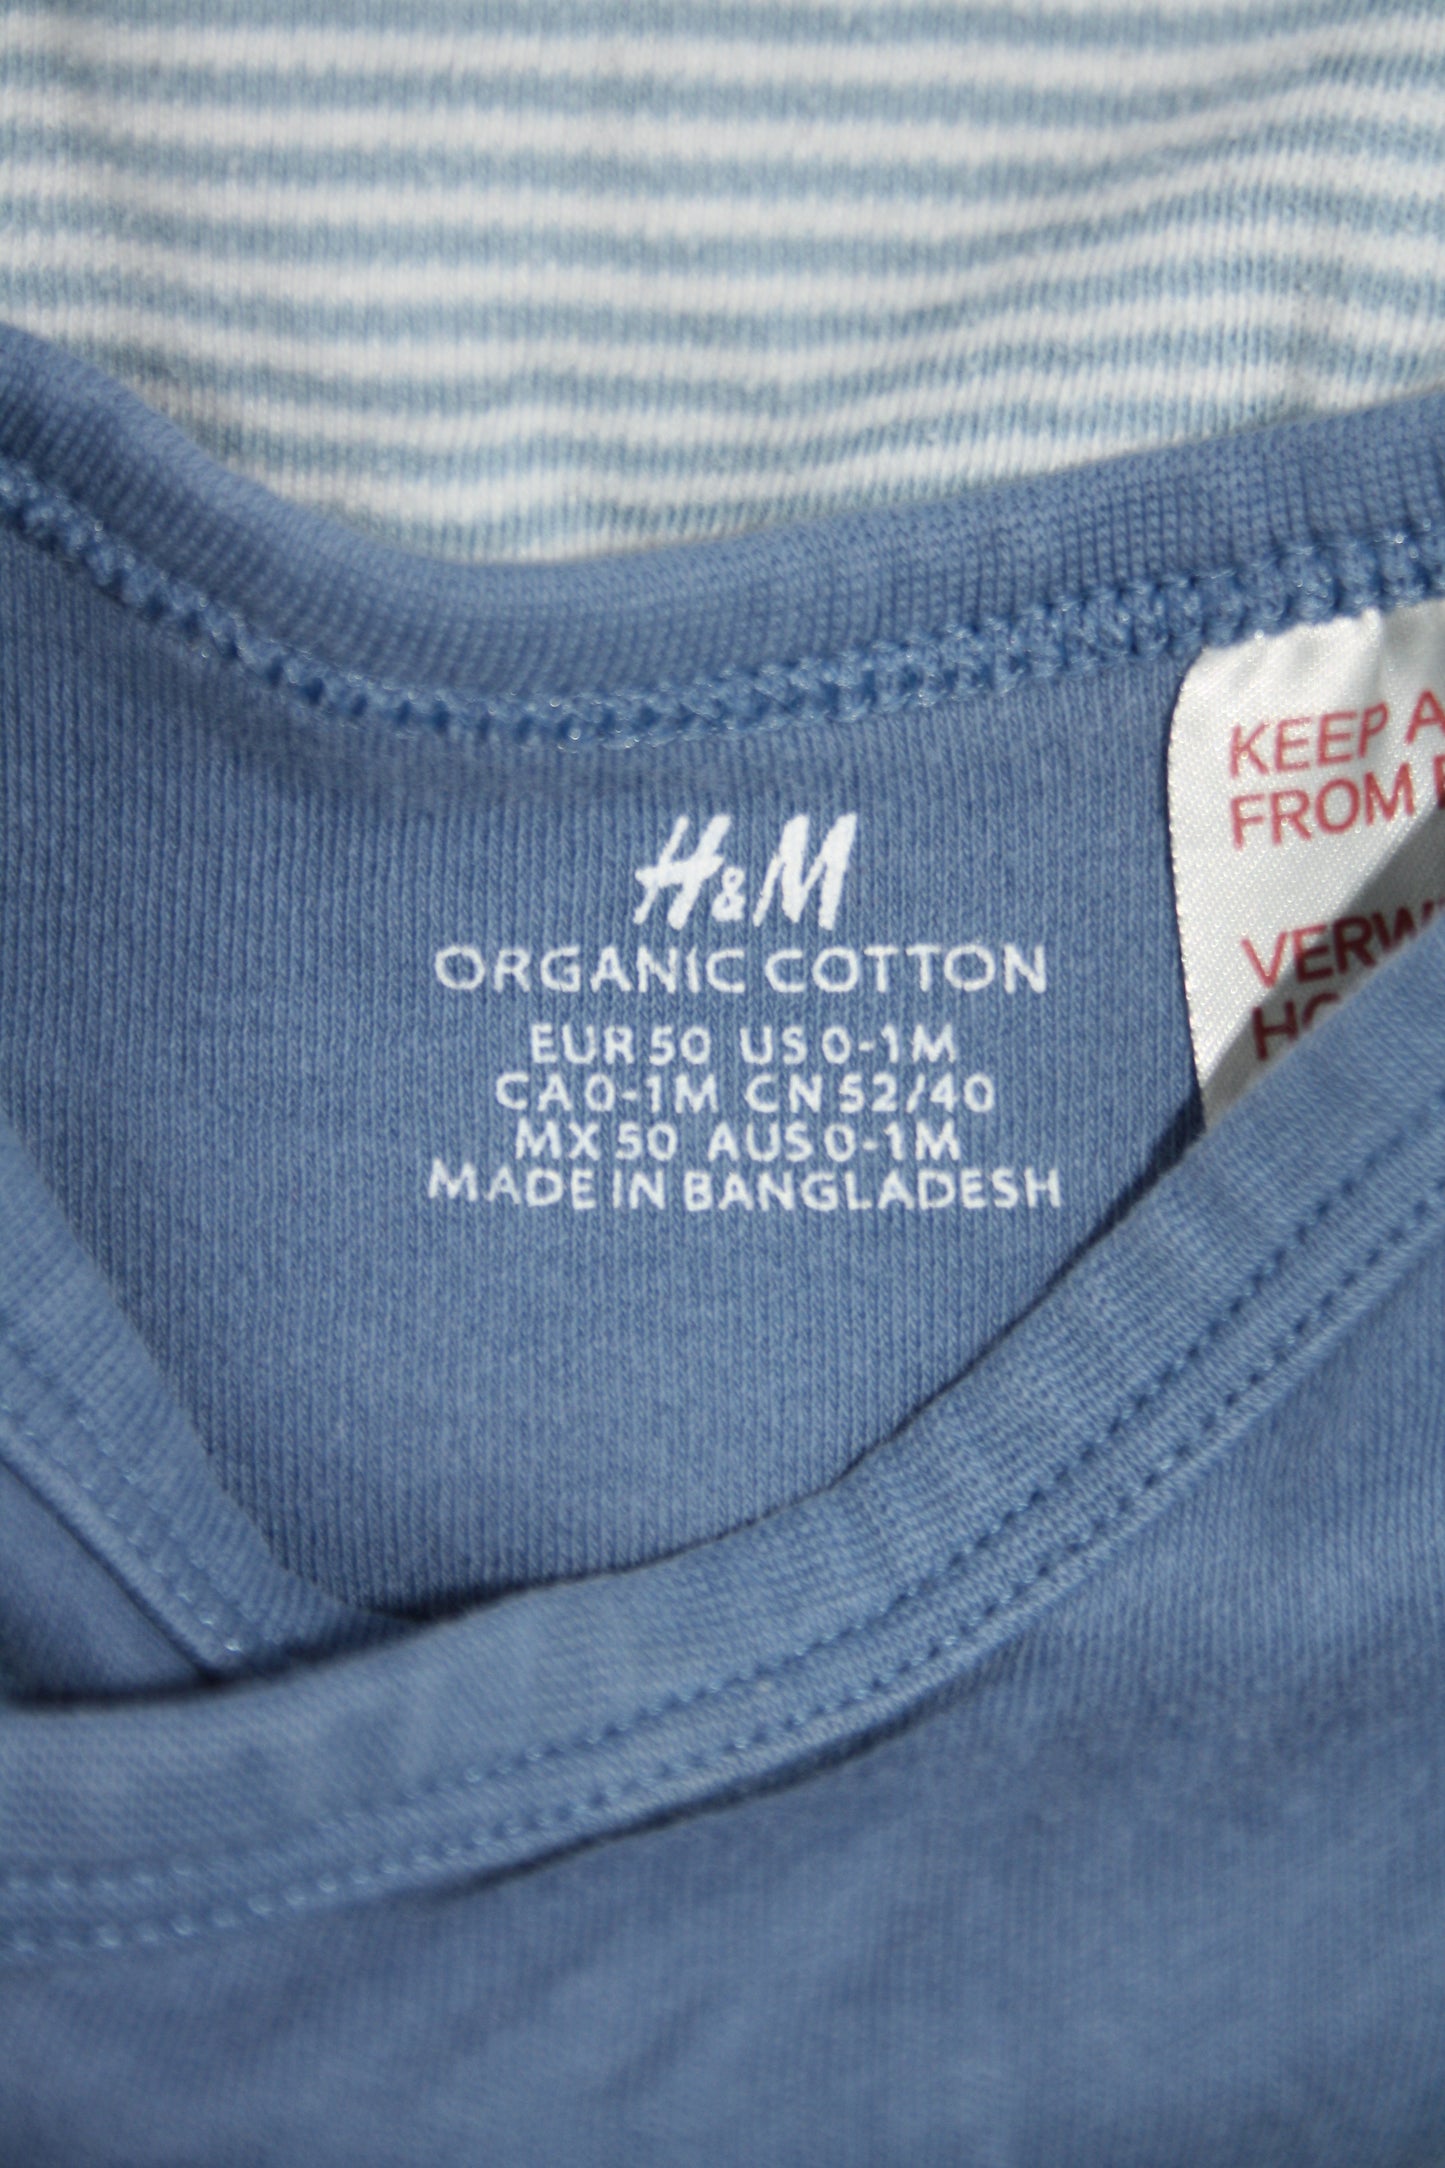 H&M
ORGANIC COTTON
EUR 50 US 0-1M
CA 0-1M CN 52/40
MX 50 AUS 0-1M
MADE IN BANGLADESH
KEEP
FROM